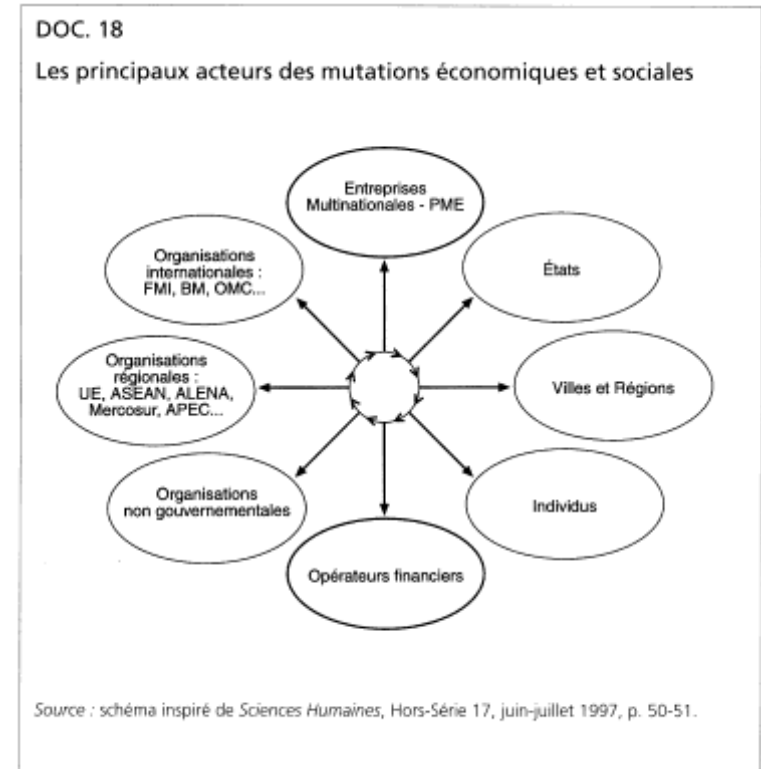 DOC. 18
Les principaux acteurs des mutations économiques et sociales
Entreprises
Multinationales - PME
Organisations
internationales :
FMI, BM, OMC...
États
Organisations
régionales :
UE, ASEAN, ALENA,
Mercosur, APEC...
Villes et Régions
Organisations
non gouvernementales
Individus
Opérateurs financiers
Source : schéma inspiré de Sciences Humaines, Hors-Série 17, juin-juillet 1997, p. 50-51.